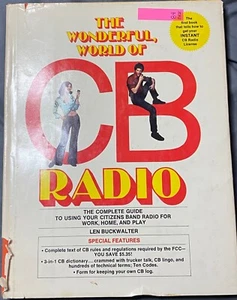 THE
WONDERFUL,
WORLD OF
CB
RADIO
The
first book
that tells how to
get your
INSTANT
CB Radio
License
THE COMPLETE GUIDE
TO USING YOUR CITIZENS BAND RADIO FOR
WORK, HOME, AND PLAY
LEN BUCKWALTER
SPECIAL FEATURES
• Complete text of CB rules and regulations required by the FCC—
YOU SAVE $5.35!
• 3-in-1 CB dictionary... crammed with trucker talk, CB lingo, and
hundreds of technical terms; Ten Codes.
• Form for keeping your own CB log.